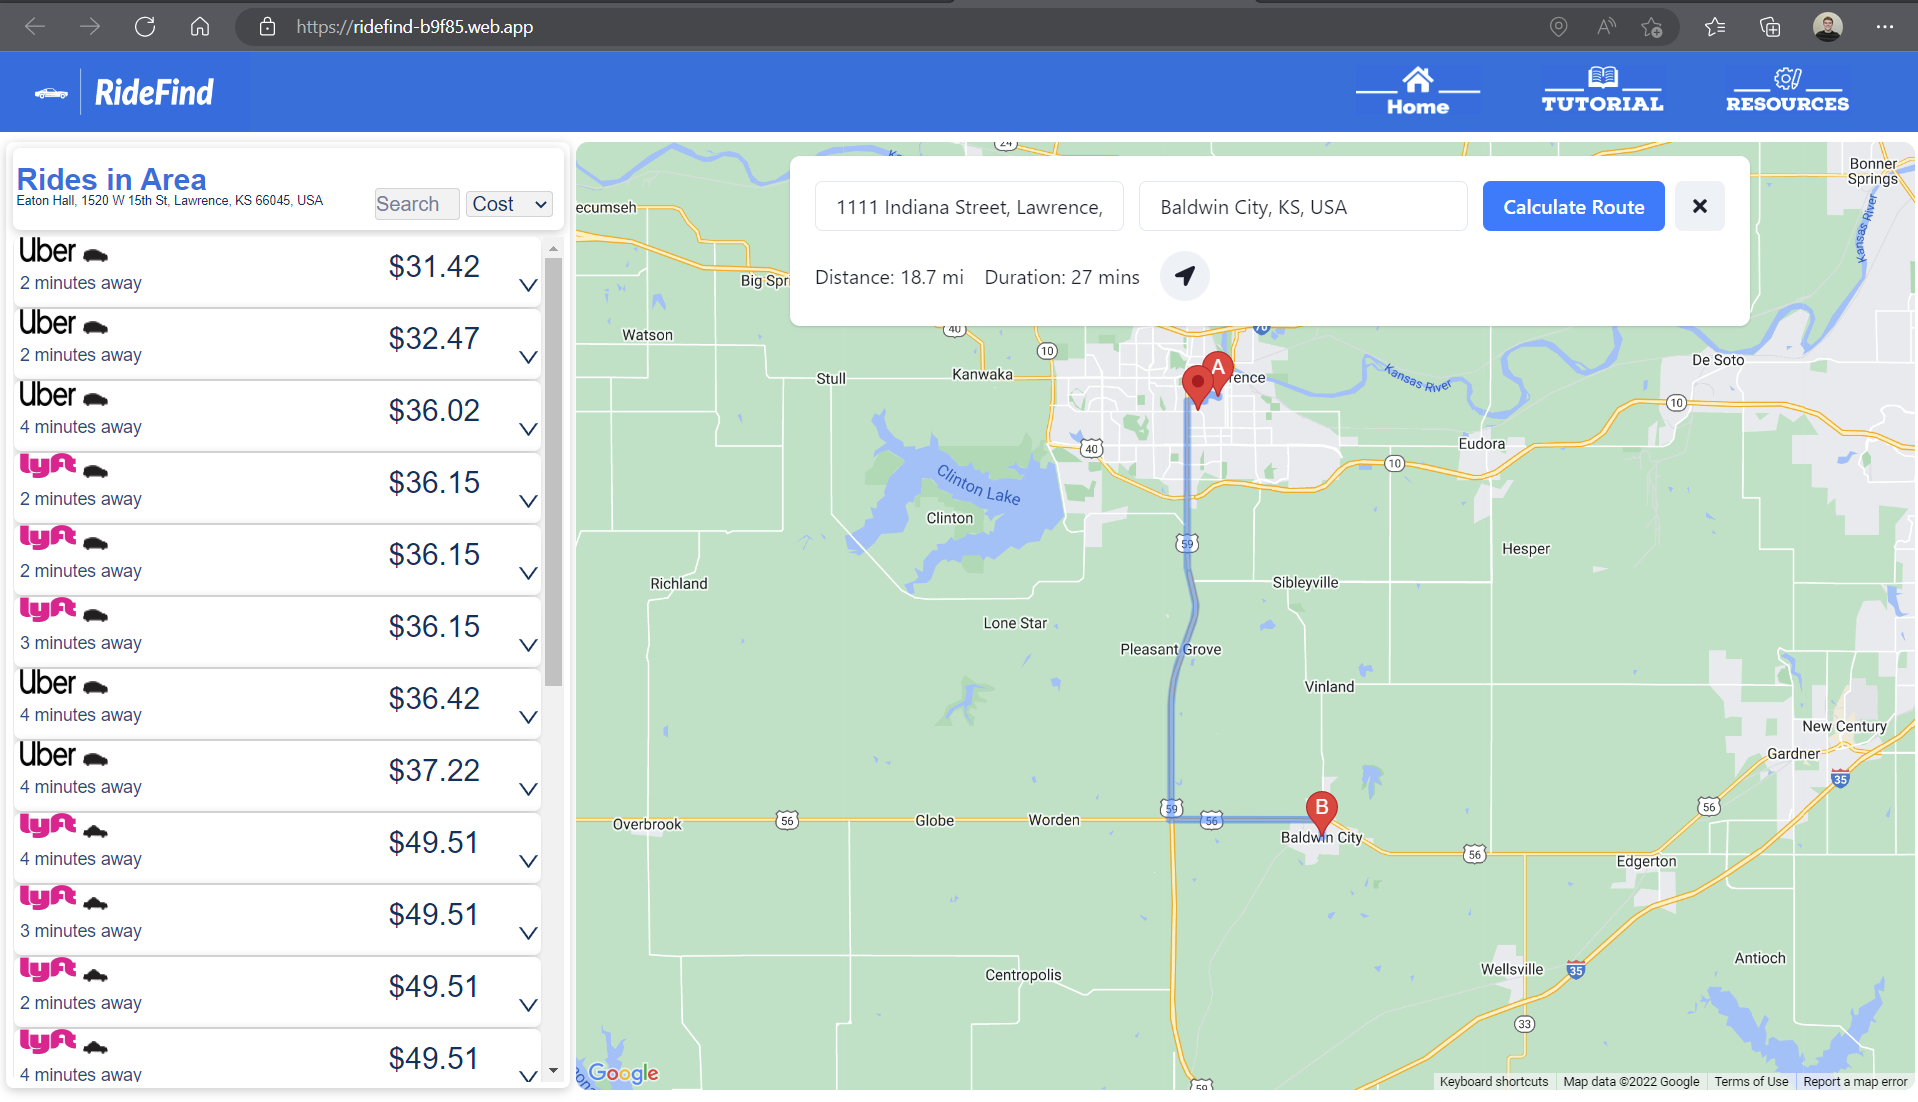 https://ridefind-b9f85.web.app
RideFind
Home
TUTORIAL
RESOURCES
Rides in Area
Eaton Hall, 1520 W 15th St, Lawrence, KS 66045, USA
Search
Cost
Uber
$31.42
2 minutes away
Uber
$32.47
2 minutes away
Uber
$36.02
4 minutes away
lyft
$36.15
2 minutes away
lyft
$36.15
2 minutes away
lyft
$36.15
3 minutes away
Uber
$36.42
4 minutes away
Uber
$37.22
4 minutes away
lyft
$49.51
4 minutes away
lyft
$49.51
3 minutes away
lyft
$49.51
2 minutes away
lyft
$49.51
4 minutes away
1111 Indiana Street, Lawrence,
Baldwin City, KS, USA
Calculate Route
Distance: 18.7 mi Duration: 27 mins
24
Bonner
Springs
Kansas River
ecumseh
Big Spr
40
70
Watson
10
De Soto
Stull
Kanwaka
A
rence
Kansas River
10
40
Eudora
10
Clinton Lake
Clinton
59
Hesper
Richland
Sibleyville
Lone Star
Pleasant Grove
Vinland
New Century
Gardner
35
Overbrook
56
Globe
Worden
59
56
B
Baldwin City
56
56
Edgerton
Antioch
Wellsville
35
Centropolis
33
59
Google
Keyboard shortcuts
Map data ©2022 Google
Terms of Use
Report a map error